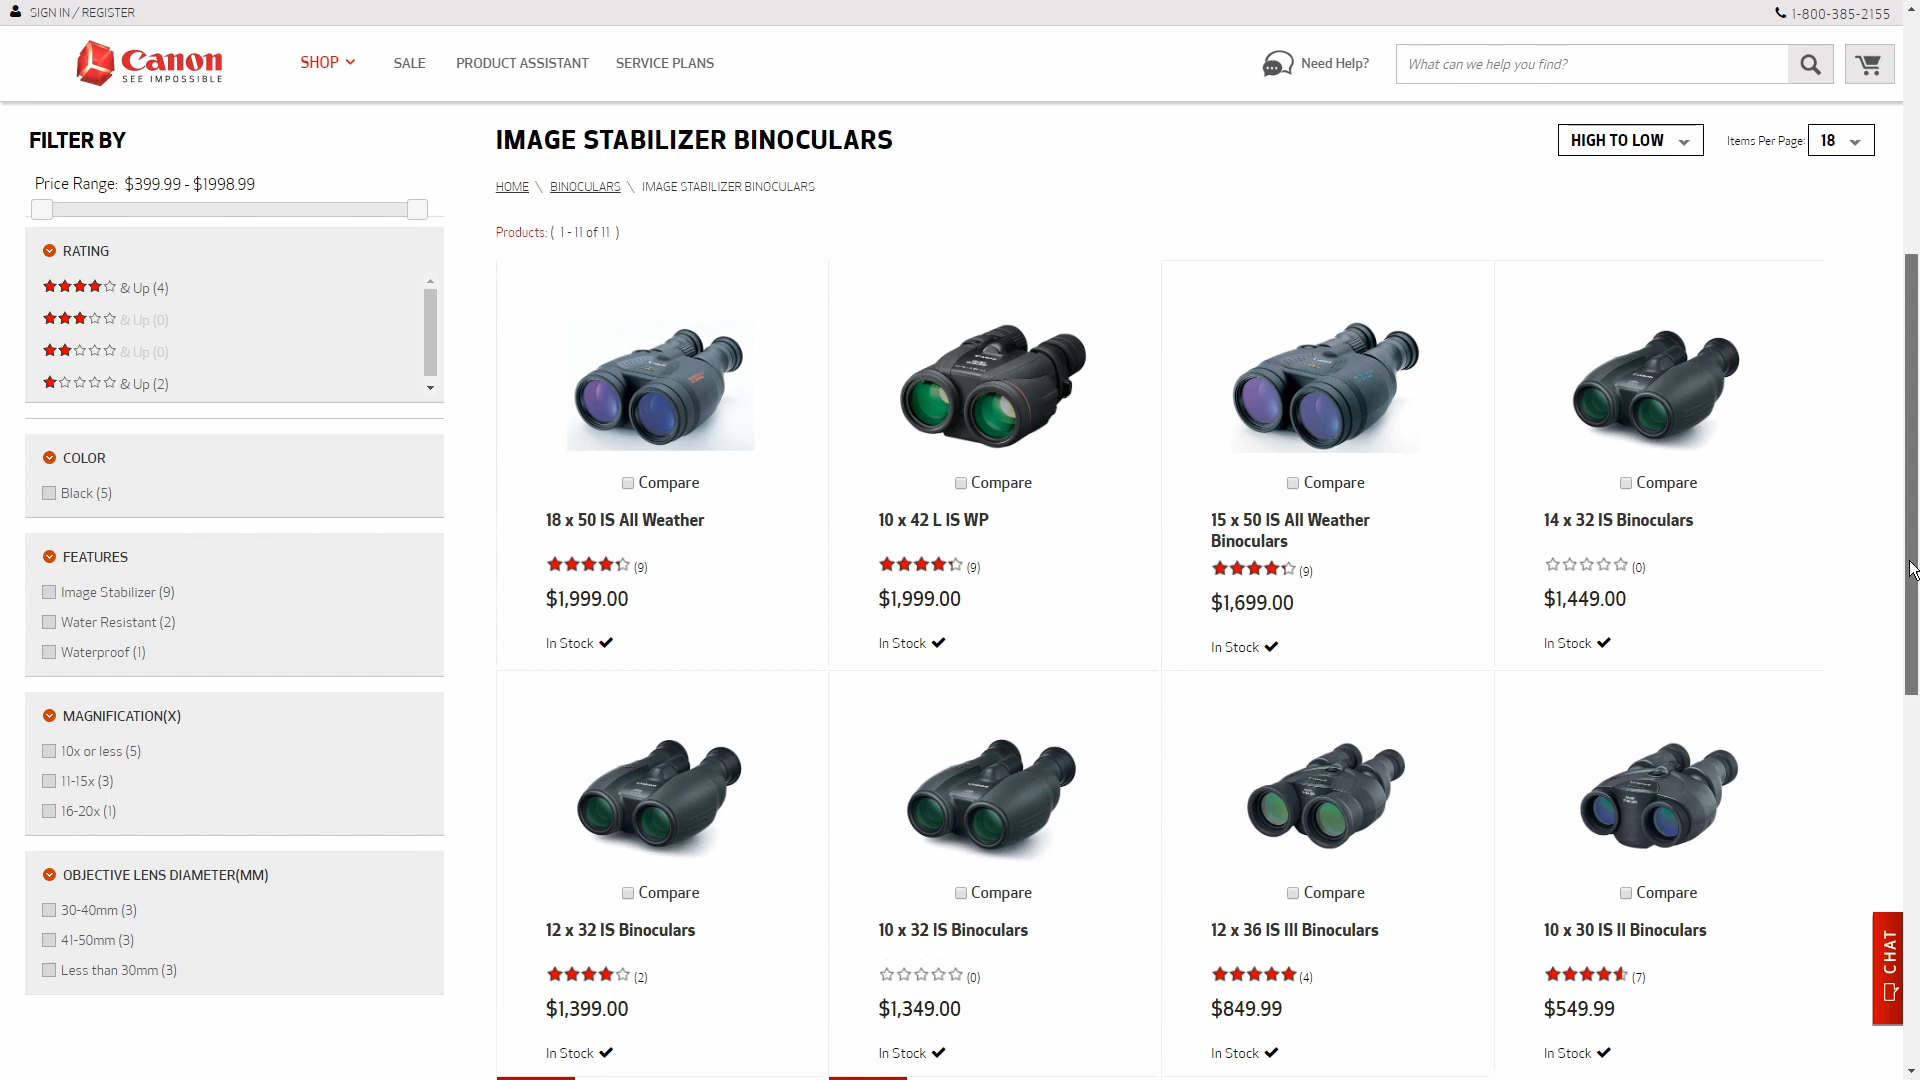 SIGN IN / REGISTER
1-800-385-2155
Canon
SEE IMPOSSIBLE
SHOP
SALE
PRODUCT ASSISTANT
SERVICE PLANS
Need Help?
What can we help you find?
FILTER BY
Price Range: $399.99 - $1998.99
RATING
& Up (4)
& Up (0)
& Up (0)
& Up (2)
COLOR
Black (5)
FEATURES
Image Stabilizer (9)
Water Resistant (2)
Waterproof (1)
MAGNIFICATION(X)
10x or less (5)
11-15x (3)
16-20x (1)
OBJECTIVE LENS DIAMETER(MM)
30-40mm (3)
41-50mm (3)
Less than 30mm (3)
IMAGE STABILIZER BINOCULARS
HIGH TO LOW
Items Per Page: 18
HOME \ BINOCULARS \ IMAGE STABILIZER BINOCULARS
Products: ( 1 - 11 of 11 )
Compare
18 x 50 IS All Weather
(9)
$1,999.00
In Stock
Compare
10 x 42 L IS WP
(9)
$1,999.00
In Stock
Compare
15 x 50 IS All Weather
Binoculars
(9)
$1,699.00
In Stock
Compare
14 x 32 IS Binoculars
(0)
$1,449.00
In Stock
Compare
12 x 32 IS Binoculars
(2)
$1,399.00
In Stock
Compare
10 x 32 IS Binoculars
(0)
$1,349.00
In Stock
Compare
12 x 36 IS III Binoculars
(4)
$849.99
In Stock
Compare
10 x 30 IS II Binoculars
(7)
$549.99
In Stock
CHAT